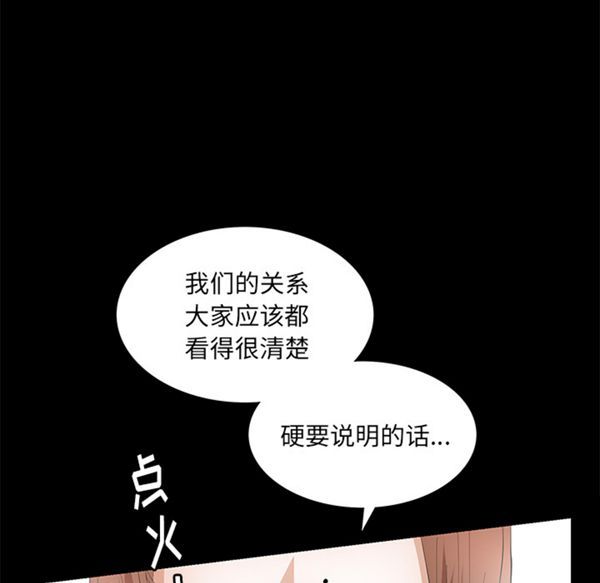 我们的关系
大家应该都
看得很清楚
硬要说明的话...
点
火